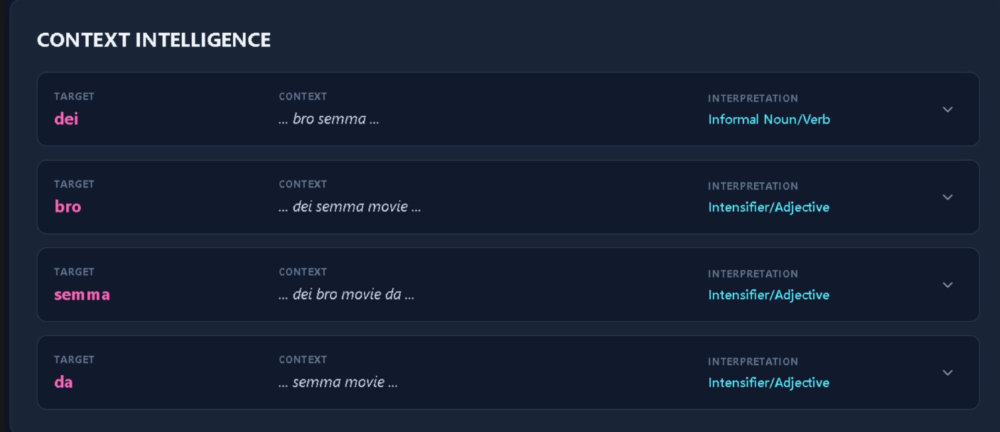 CONTEXT INTELLIGENCE
TARGET CONTEXT INTERPRETATION
dei ... bro semma ... Informal Noun/Verb
TARGET CONTEXT INTERPRETATION
bro ... dei semma movie ... Intensifier/Adjective
TARGET CONTEXT INTERPRETATION
semma ... dei bro movie da ... Intensifier/Adjective
TARGET CONTEXT INTERPRETATION
da ... semma movie ... Intensifier/Adjective